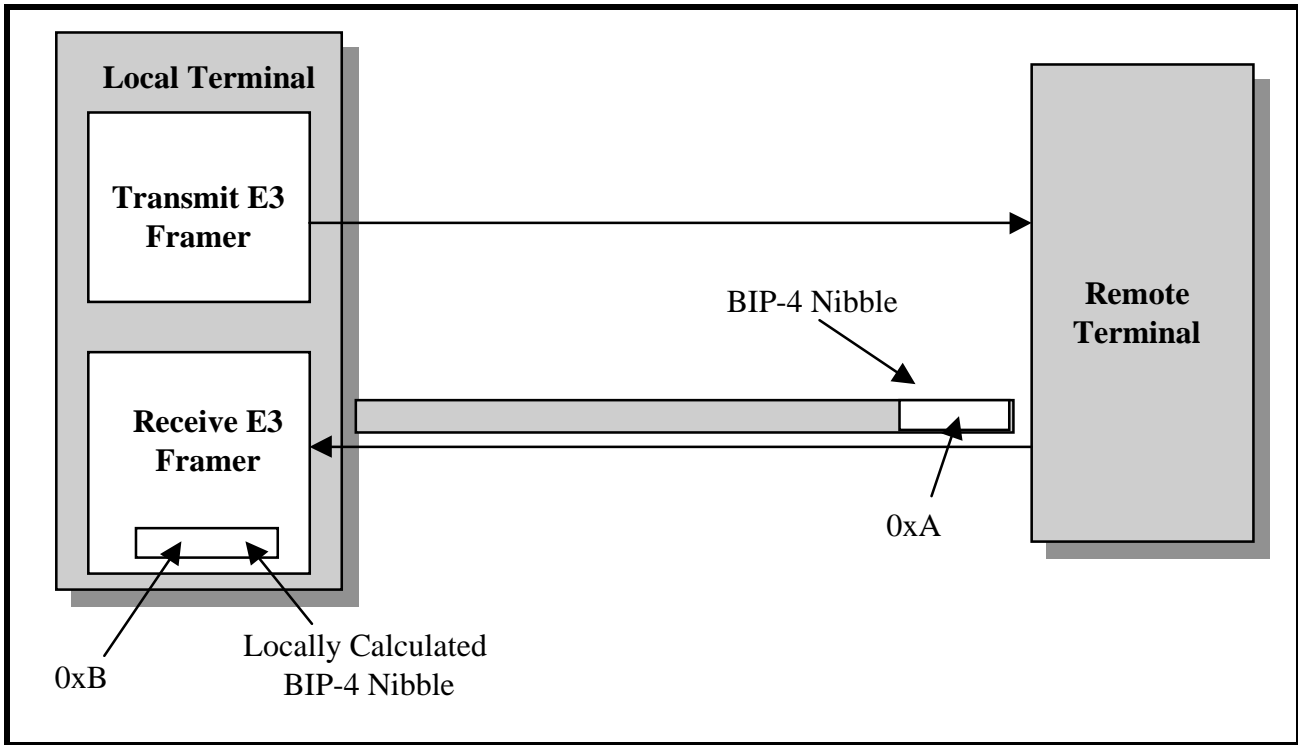 Local Terminal
Transmit E3
Framer
BIP-4 Nibble
Remote
Terminal
Receive E3
Framer
0xA
Locally Calculated
BIP-4 Nibble
0xB